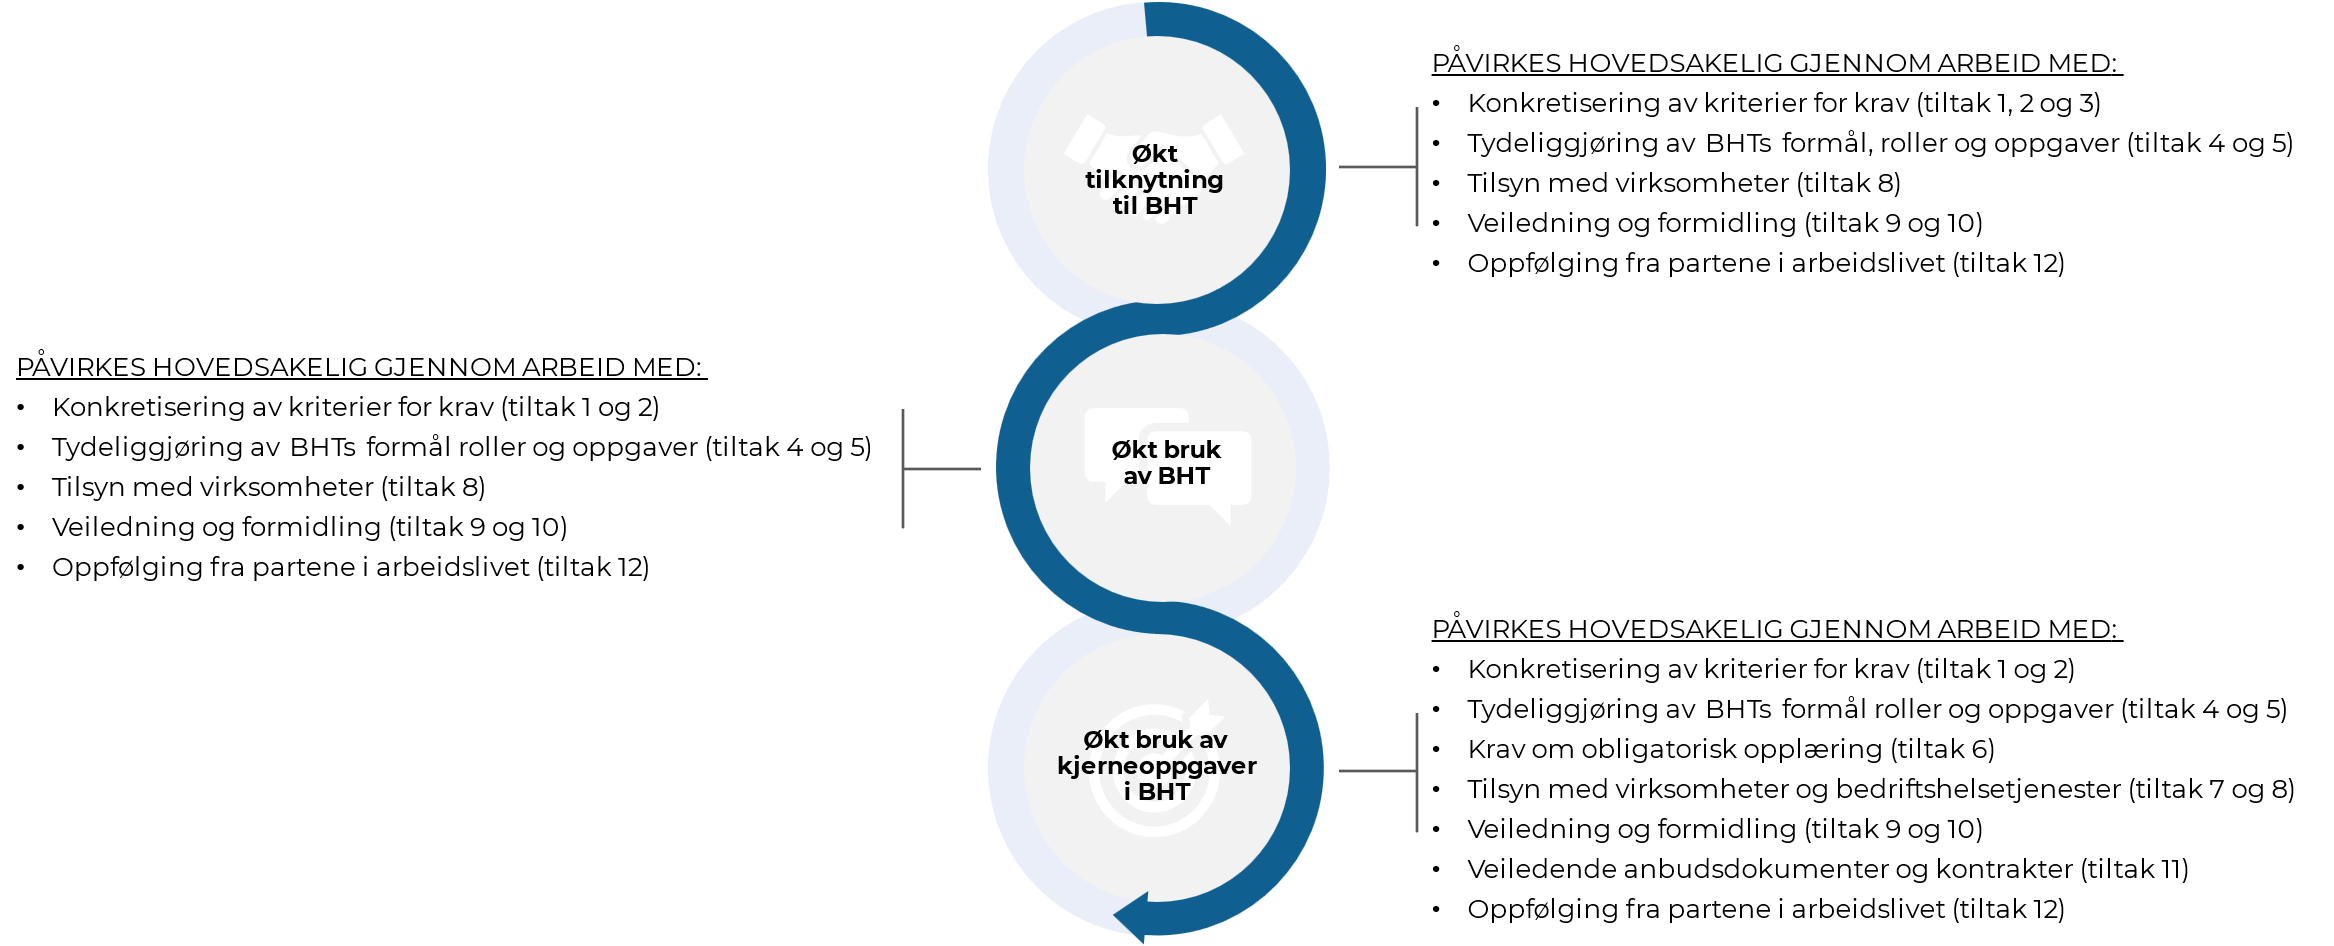 Økt
tilknytning
til BHT
PÅVIRKES HOVEDSAKELIG GJENNOM ARBEID MED:
• Konkretisering av kriterier for krav (tiltak 1, 2 og 3)
• Tydeliggjøring av BHTs formål, roller og oppgaver (tiltak 4 og 5)
• Tilsyn med virksomheter (tiltak 8)
• Veiledning og formidling (tiltak 9 og 10)
• Oppfølging fra partene i arbeidslivet (tiltak 12)
PÅVIRKES HOVEDSAKELIG GJENNOM ARBEID MED:
• Konkretisering av kriterier for krav (tiltak 1 og 2)
• Tydeliggjøring av BHTs formål roller og oppgaver (tiltak 4 og 5)
• Tilsyn med virksomheter (tiltak 8)
• Veiledning og formidling (tiltak 9 og 10)
• Oppfølging fra partene i arbeidslivet (tiltak 12)
Økt bruk
av BHT
Økt bruk av
kjerneoppgaver
i BHT
PÅVIRKES HOVEDSAKELIG GJENNOM ARBEID MED:
• Konkretisering av kriterier for krav (tiltak 1 og 2)
• Tydeliggjøring av BHTs formål roller og oppgaver (tiltak 4 og 5)
• Krav om obligatorisk opplæring (tiltak 6)
• Tilsyn med virksomheter og bedriftshelsetjenester (tiltak 7 og 8)
• Veiledning og formidling (tiltak 9 og 10)
• Veiledende anbudsdokumenter og kontrakter (tiltak 11)
• Oppfølging fra partene i arbeidslivet (tiltak 12)